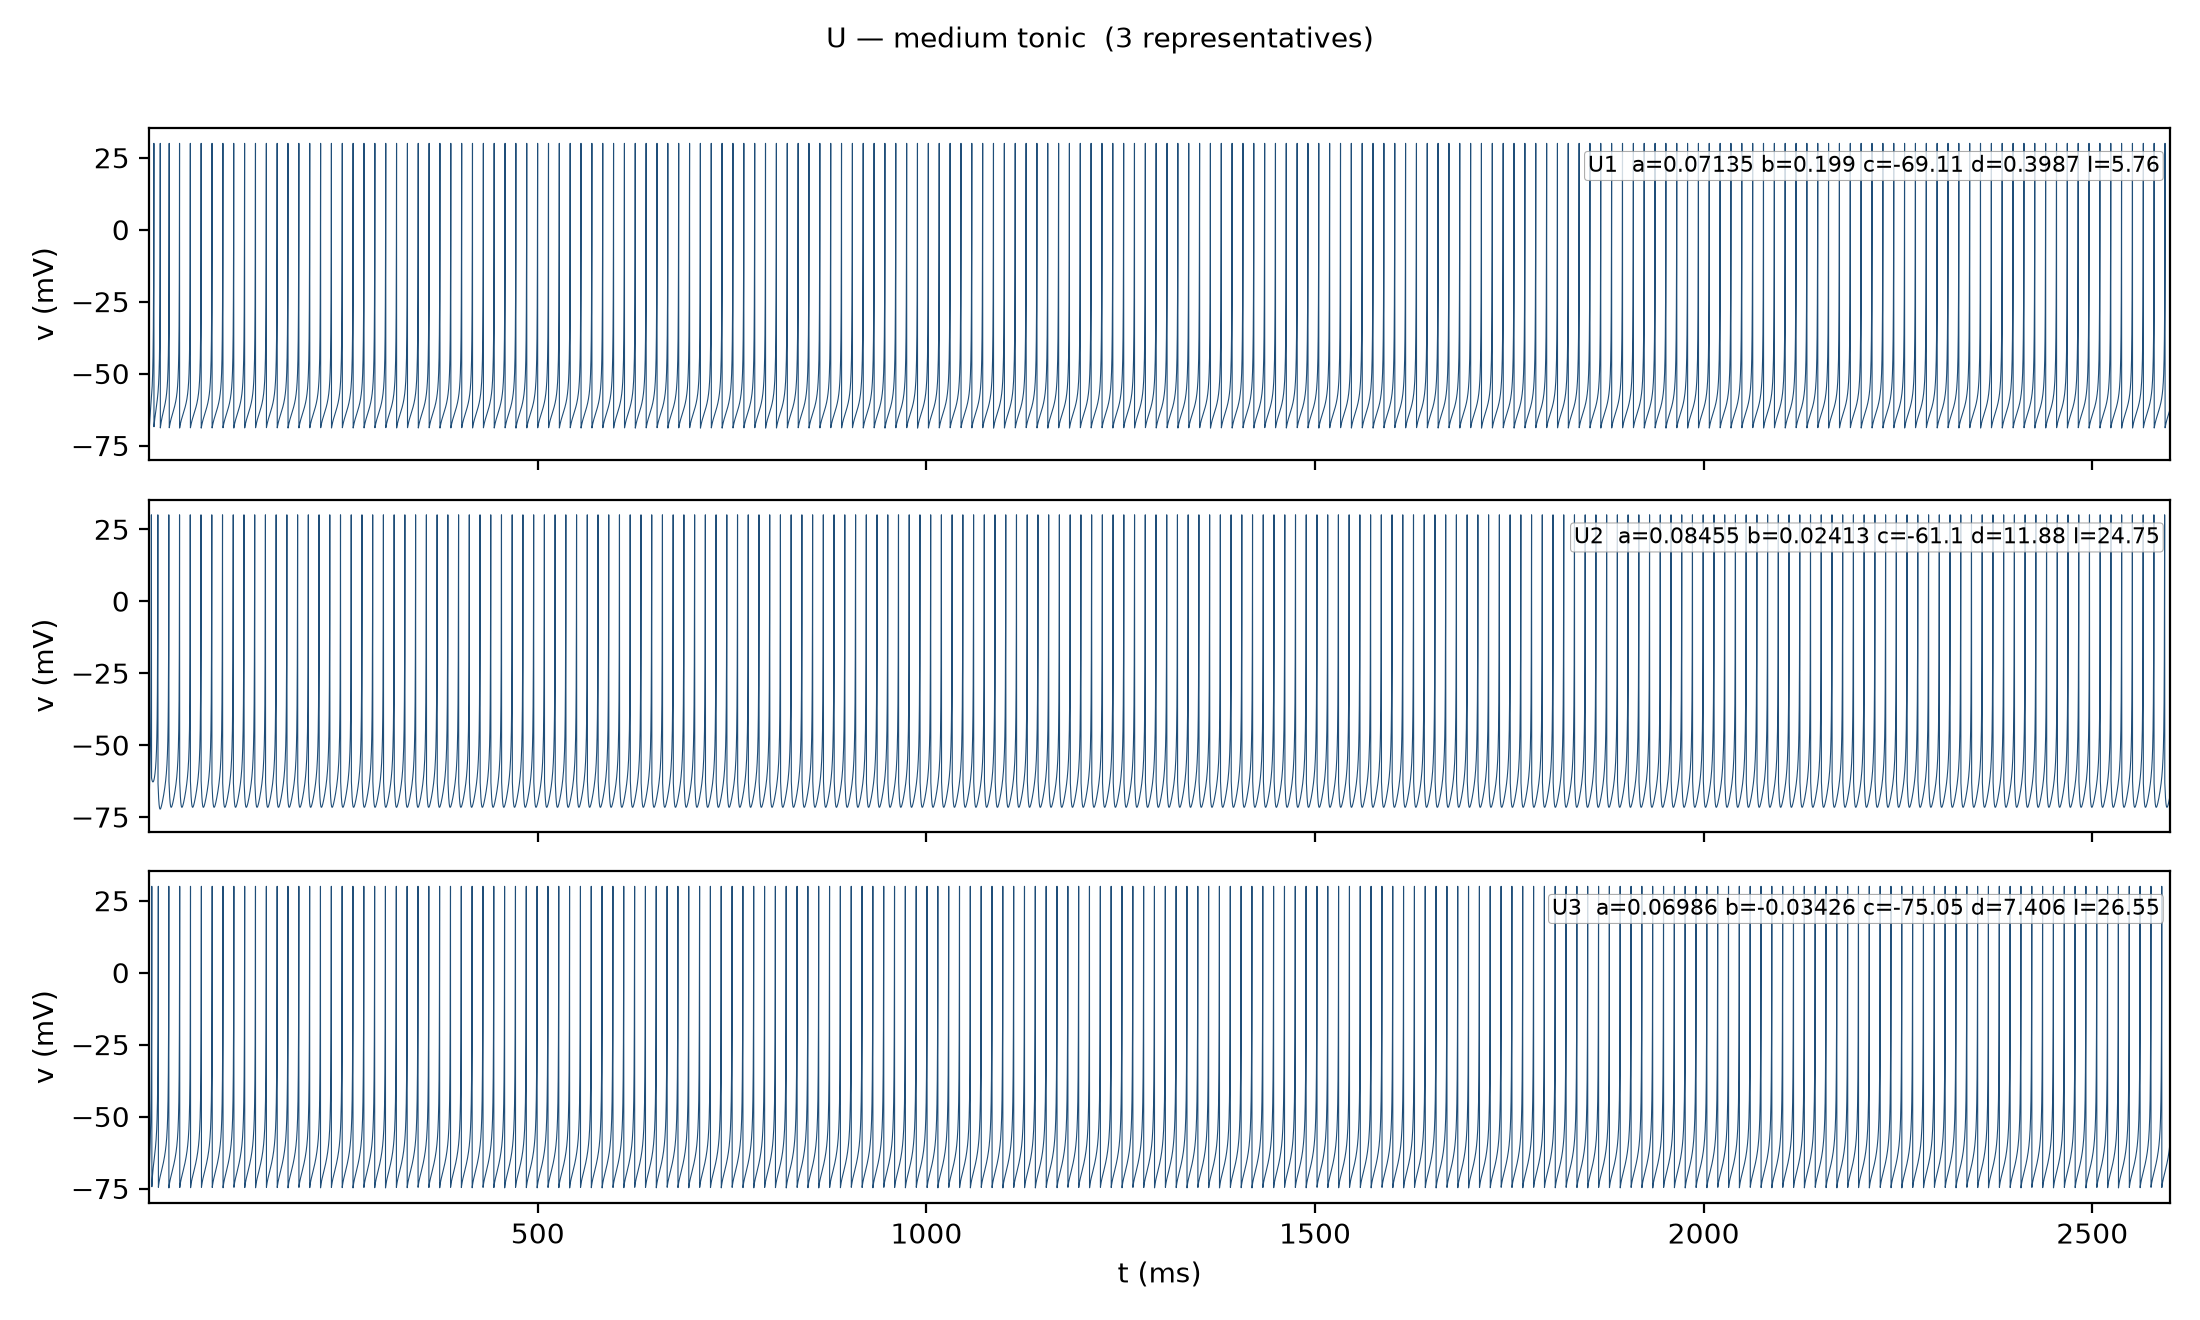 U — medium tonic (3 representatives)
25
0
−25
−50
−75
v (mV)
U1 a=0.07135 b=0.199 c=-69.11 d=0.3987 I=5.76
25
0
−25
−50
−75
v (mV)
U2 a=0.08455 b=0.02413 c=-61.1 d=11.88 I=24.75
25
0
−25
−50
−75
v (mV)
U3 a=0.06986 b=-0.03426 c=-75.05 d=7.406 I=26.55
500 1000 1500 2000 2500
t (ms)